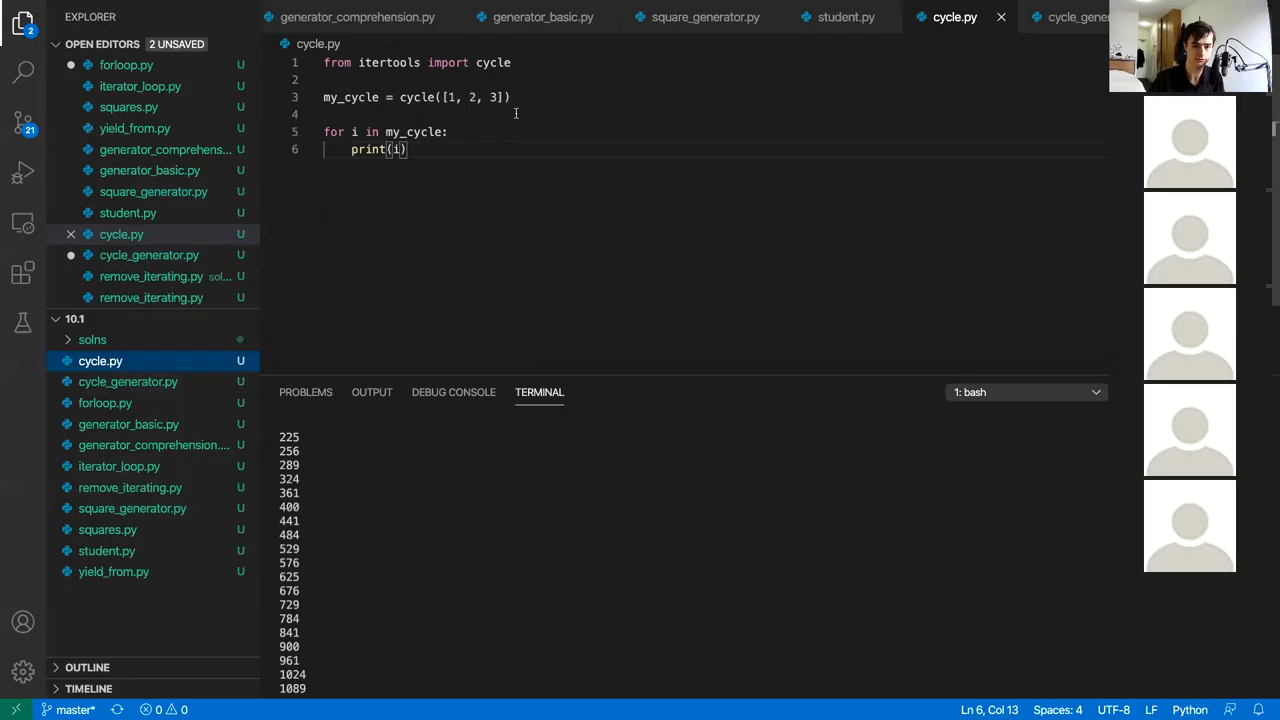 EXPLORER
OPEN EDITORS 2 UNSAVED
forloop.py U
iterator_loop.py U
squares.py U
yield_from.py U
generator_comprehens... U
generator_basic.py U
square_generator.py U
student.py U
cycle.py U
cycle_generator.py U
remove_iterating.py sol... U
remove_iterating.py U
10.1
solns
cycle.py U
cycle_generator.py U
forloop.py U
generator_basic.py U
generator_comprehension.... U
iterator_loop.py U
remove_iterating.py U
square_generator.py U
squares.py U
student.py U
yield_from.py U
OUTLINE
TIMELINE
2
21
generator_comprehension.py generator_basic.py square_generator.py student.py cycle.py cycle_gene
cycle.py
1 from itertools import cycle
2
3 my_cycle = cycle([1, 2, 3])
4
5 for i in my_cycle:
6 print(i)
PROBLEMS OUTPUT DEBUG CONSOLE TERMINAL 1: bash
225
256
289
324
361
400
441
484
529
576
625
676
729
784
841
900
961
1024
1089
master* 0 0 Ln 6, Col 13 Spaces: 4 UTF-8 LF Python